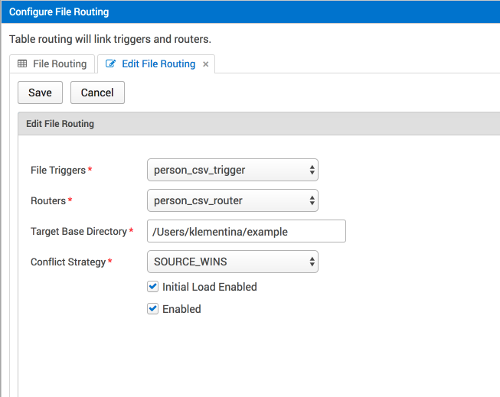 Configure File Routing
Table routing will link triggers and routers.
File Routing Edit File Routing ×
Save Cancel
Edit File Routing
File Triggers * person_csv_trigger
Routers * person_csv_router
Target Base Directory * /Users/klementina/example
Conflict Strategy * SOURCE_WINS
Initial Load Enabled
Enabled